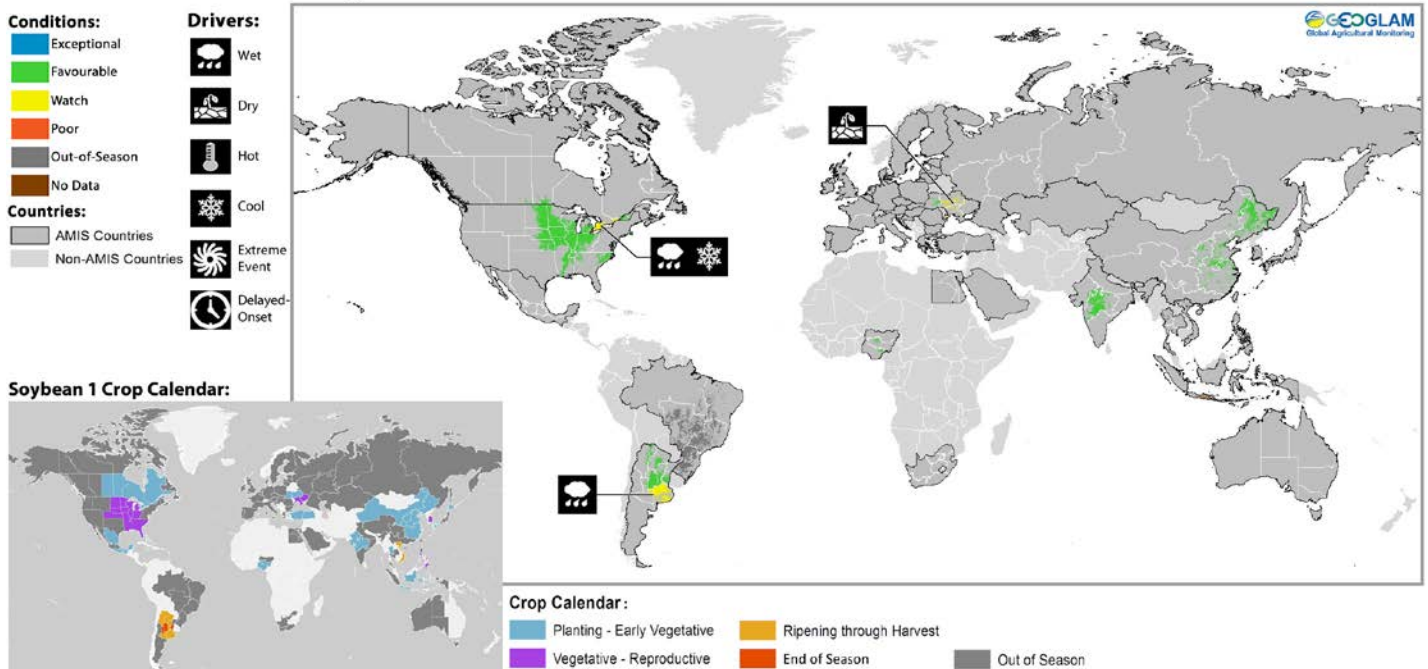 Conditions:
Exceptional
Favourable
Watch
Poor
Out-of-Season
No Data
Countries:
AMIS Countries
Non-AMIS Countries
Drivers:
Wet
Dry
Hot
Cool
Extreme
Event
Delayed-
Onset
GEOGLAM
Global Agricultural Monitoring
Soybean 1 Crop Calendar:
Crop Calendar :
Planting - Early Vegetative
Ripening through Harvest
Vegetative - Reproductive
End of Season
Out of Season